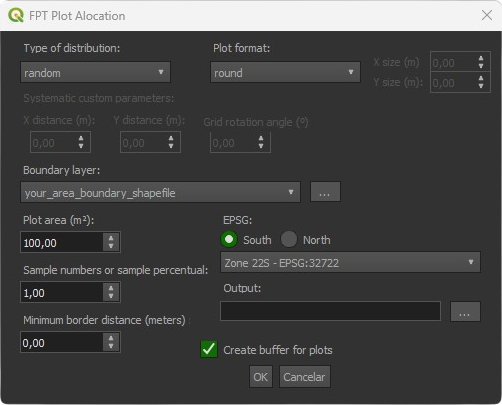 FPT Plot Alocation
Type of distribution:
Plot format:
random
round
X size (m)
0,00
Y size (m):
0,00
Systematic custom parameters:
X distance (m):
Y distance (m):
Grid rotation angle (º)
0,00
0,00
0,00
Boundary layer:
your_area_boundary_shapefile
...
Plot area (m²):
EPSG:
100,00
South
North
Zone 22S - EPSG:32722
Sample numbers or sample percentual:
1,00
Output:
...
Minimum border distance (meters)
0,00
Create buffer for plots
OK
Cancelar